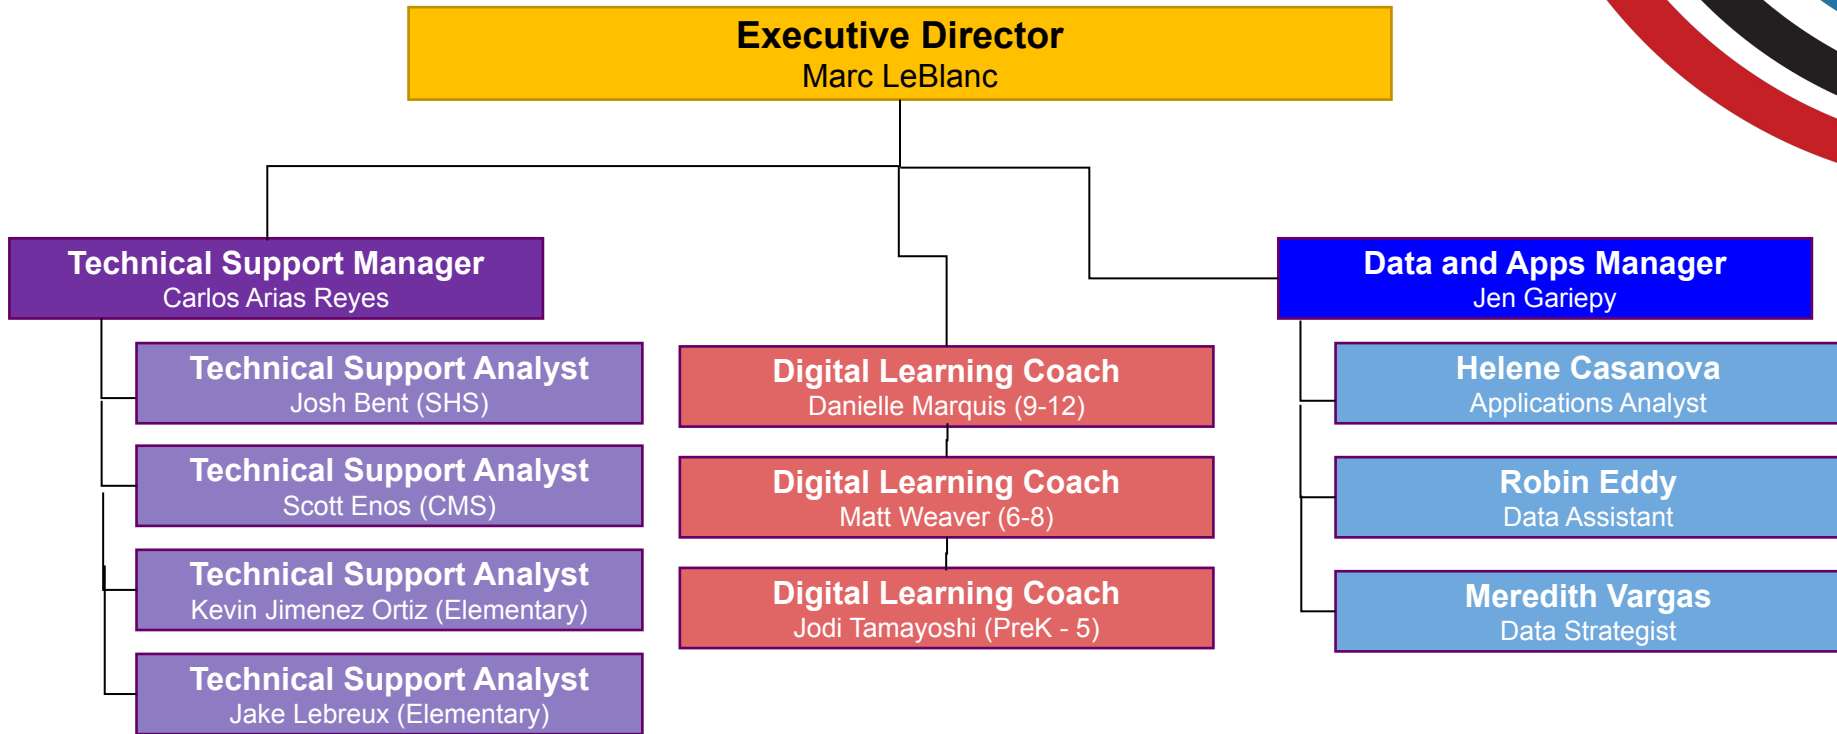 Executive Director
Marc LeBlanc
Technical Support Manager
Carlos Arias Reyes
Technical Support Analyst
Josh Bent (SHS)
Technical Support Analyst
Scott Enos (CMS)
Technical Support Analyst
Kevin Jimenez Ortiz (Elementary)
Technical Support Analyst
Jake Lebreux (Elementary)
Digital Learning Coach
Danielle Marquis (9-12)
Digital Learning Coach
Matt Weaver (6-8)
Digital Learning Coach
Jodi Tamayoshi (PreK - 5)
Data and Apps Manager
Jen Gariepy
Helene Casanova
Applications Analyst
Robin Eddy
Data Assistant
Meredith Vargas
Data Strategist